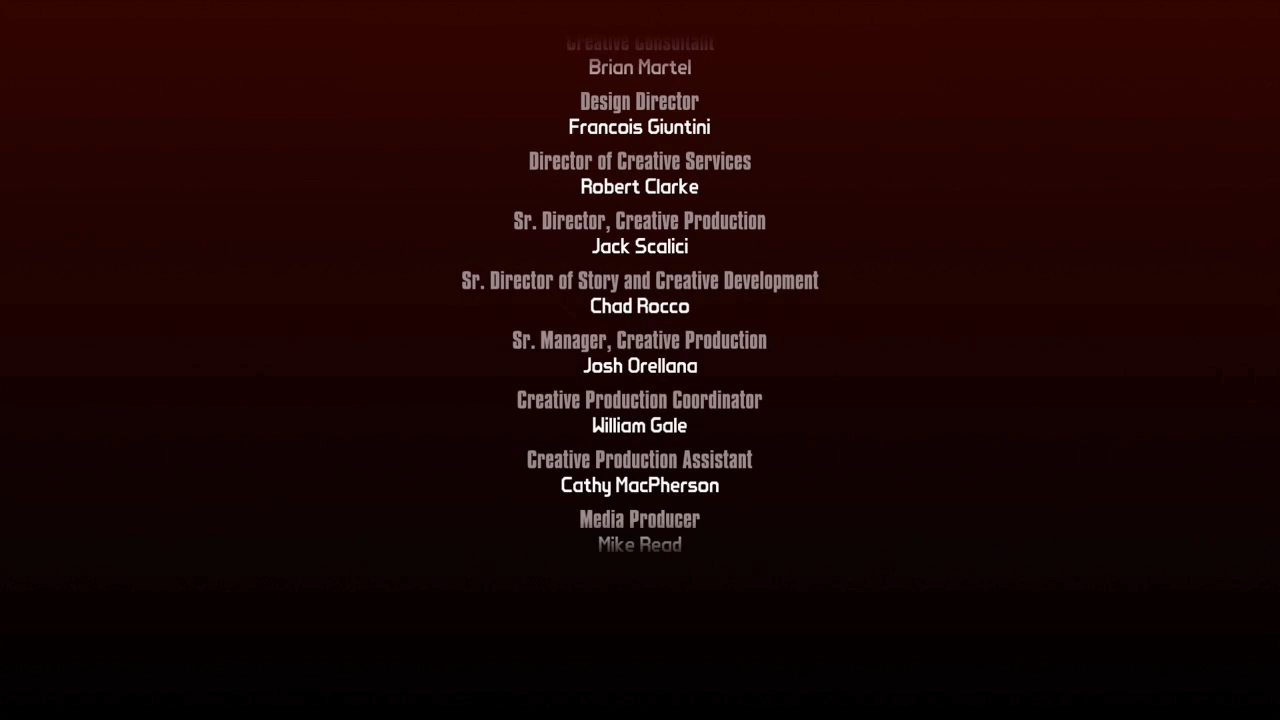 Creative Consultant
Brian Martel
Design Director
Francois Giuntini
Director of Creative Services
Robert Clarke
Sr. Director, Creative Production
Jack Scalici
Sr. Director of Story and Creative Development
Chad Rocco
Sr. Manager, Creative Production
Josh Orellana
Creative Production Coordinator
William Gale
Creative Production Assistant
Cathy MacPherson
Media Producer
Mike Read